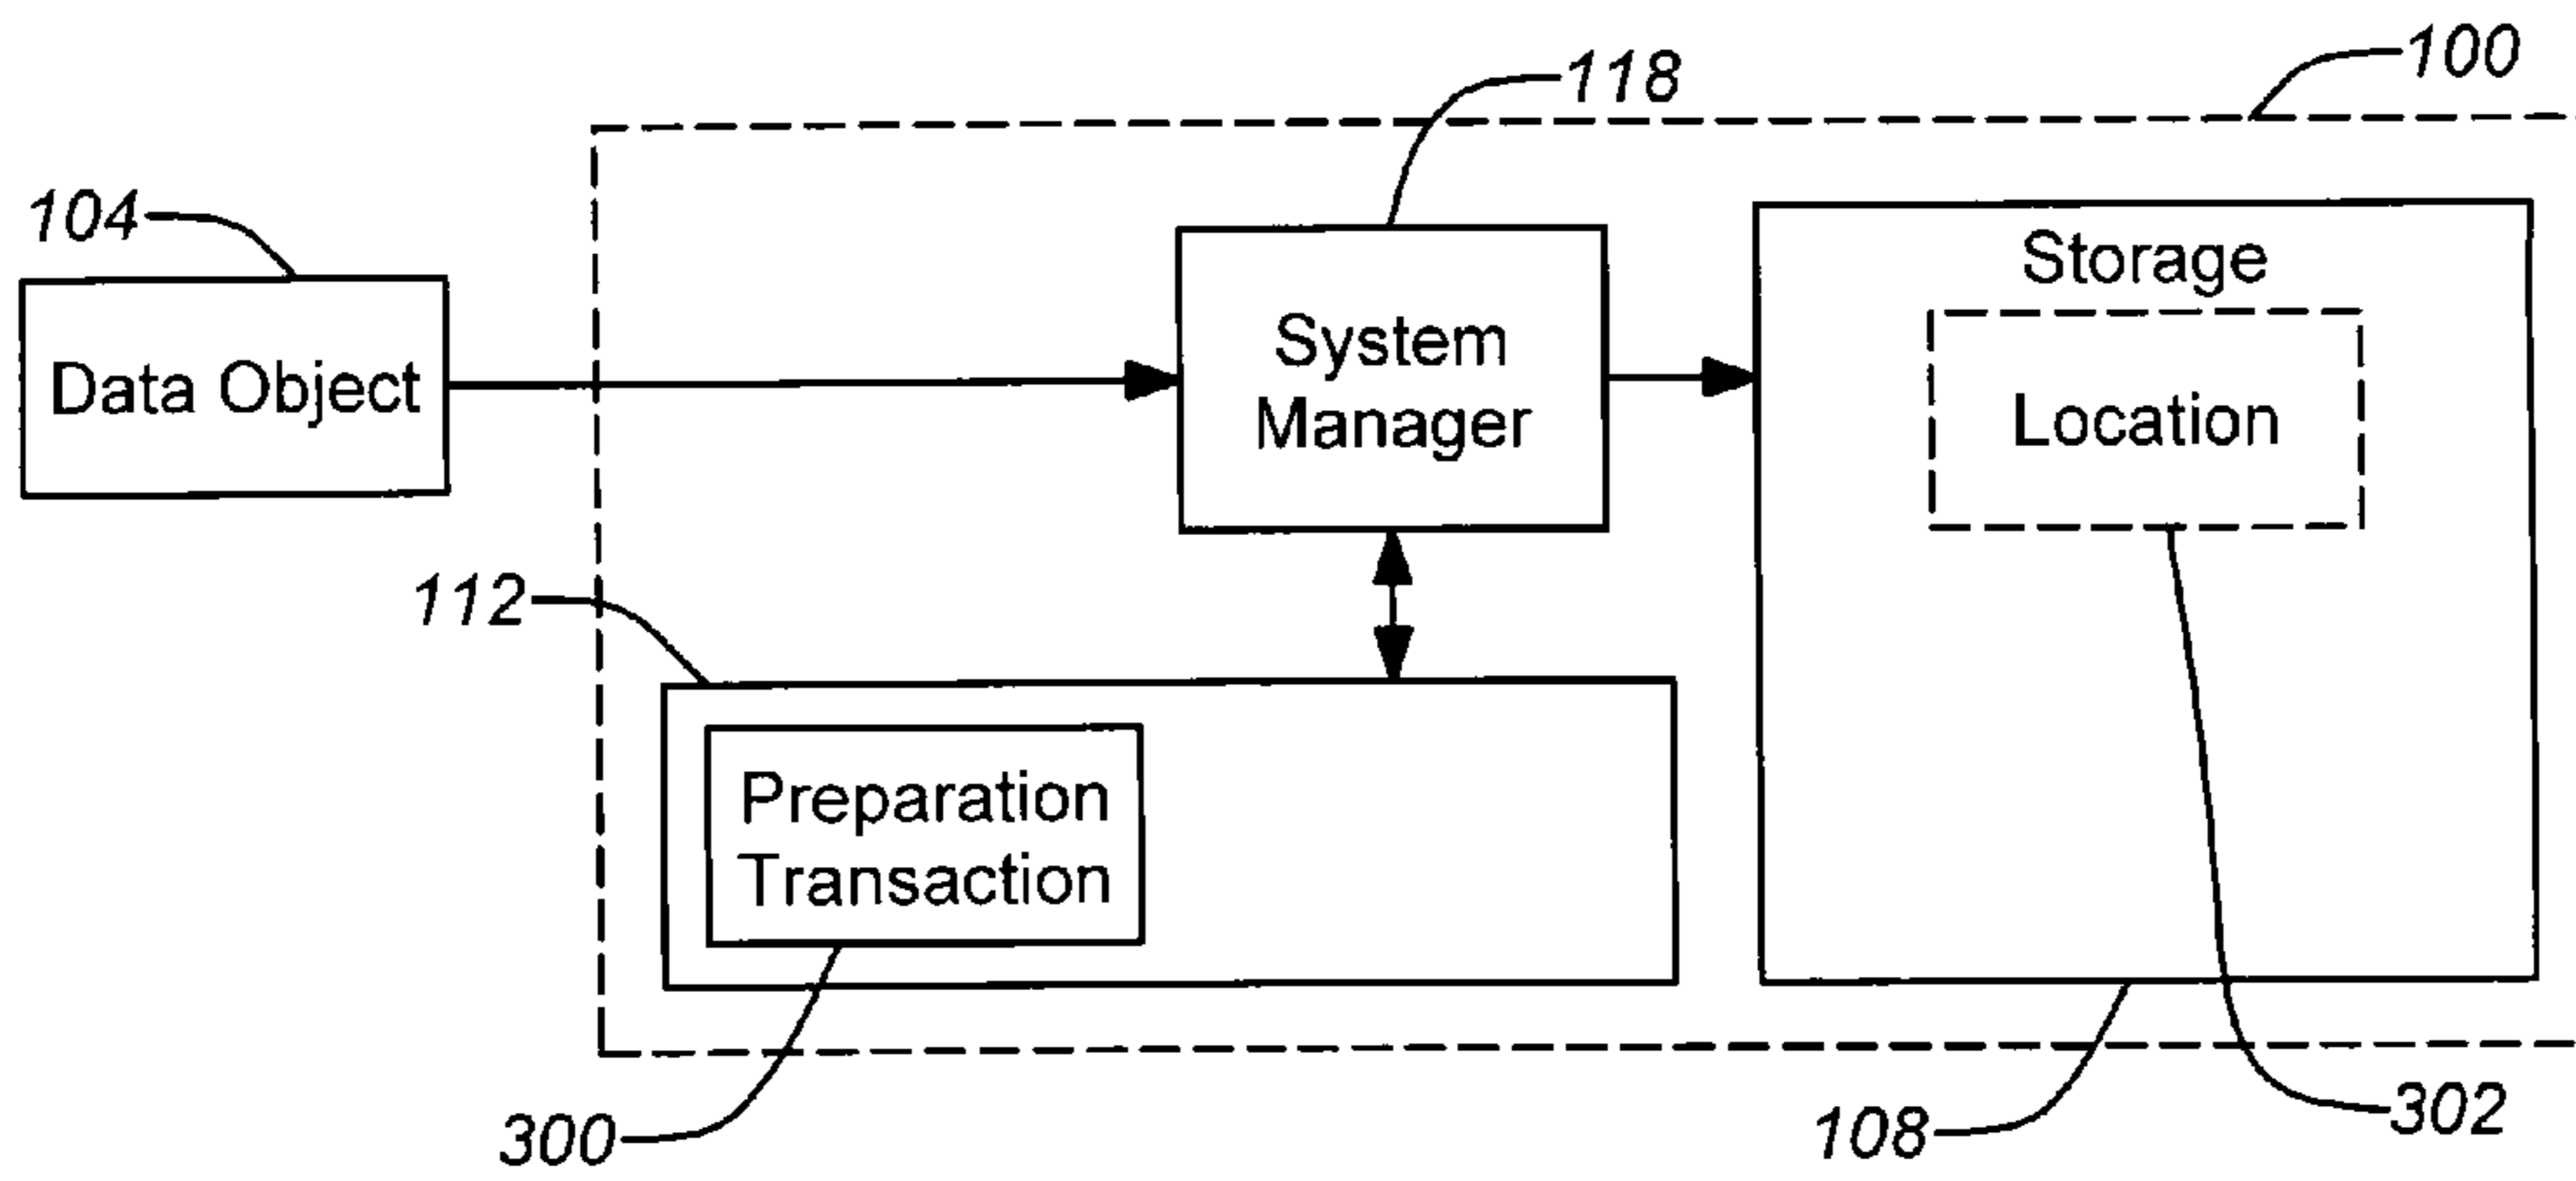 100
118
104
Storage
System
Manager
Location
Data Object
112
Preparation
Transaction
300
108
302